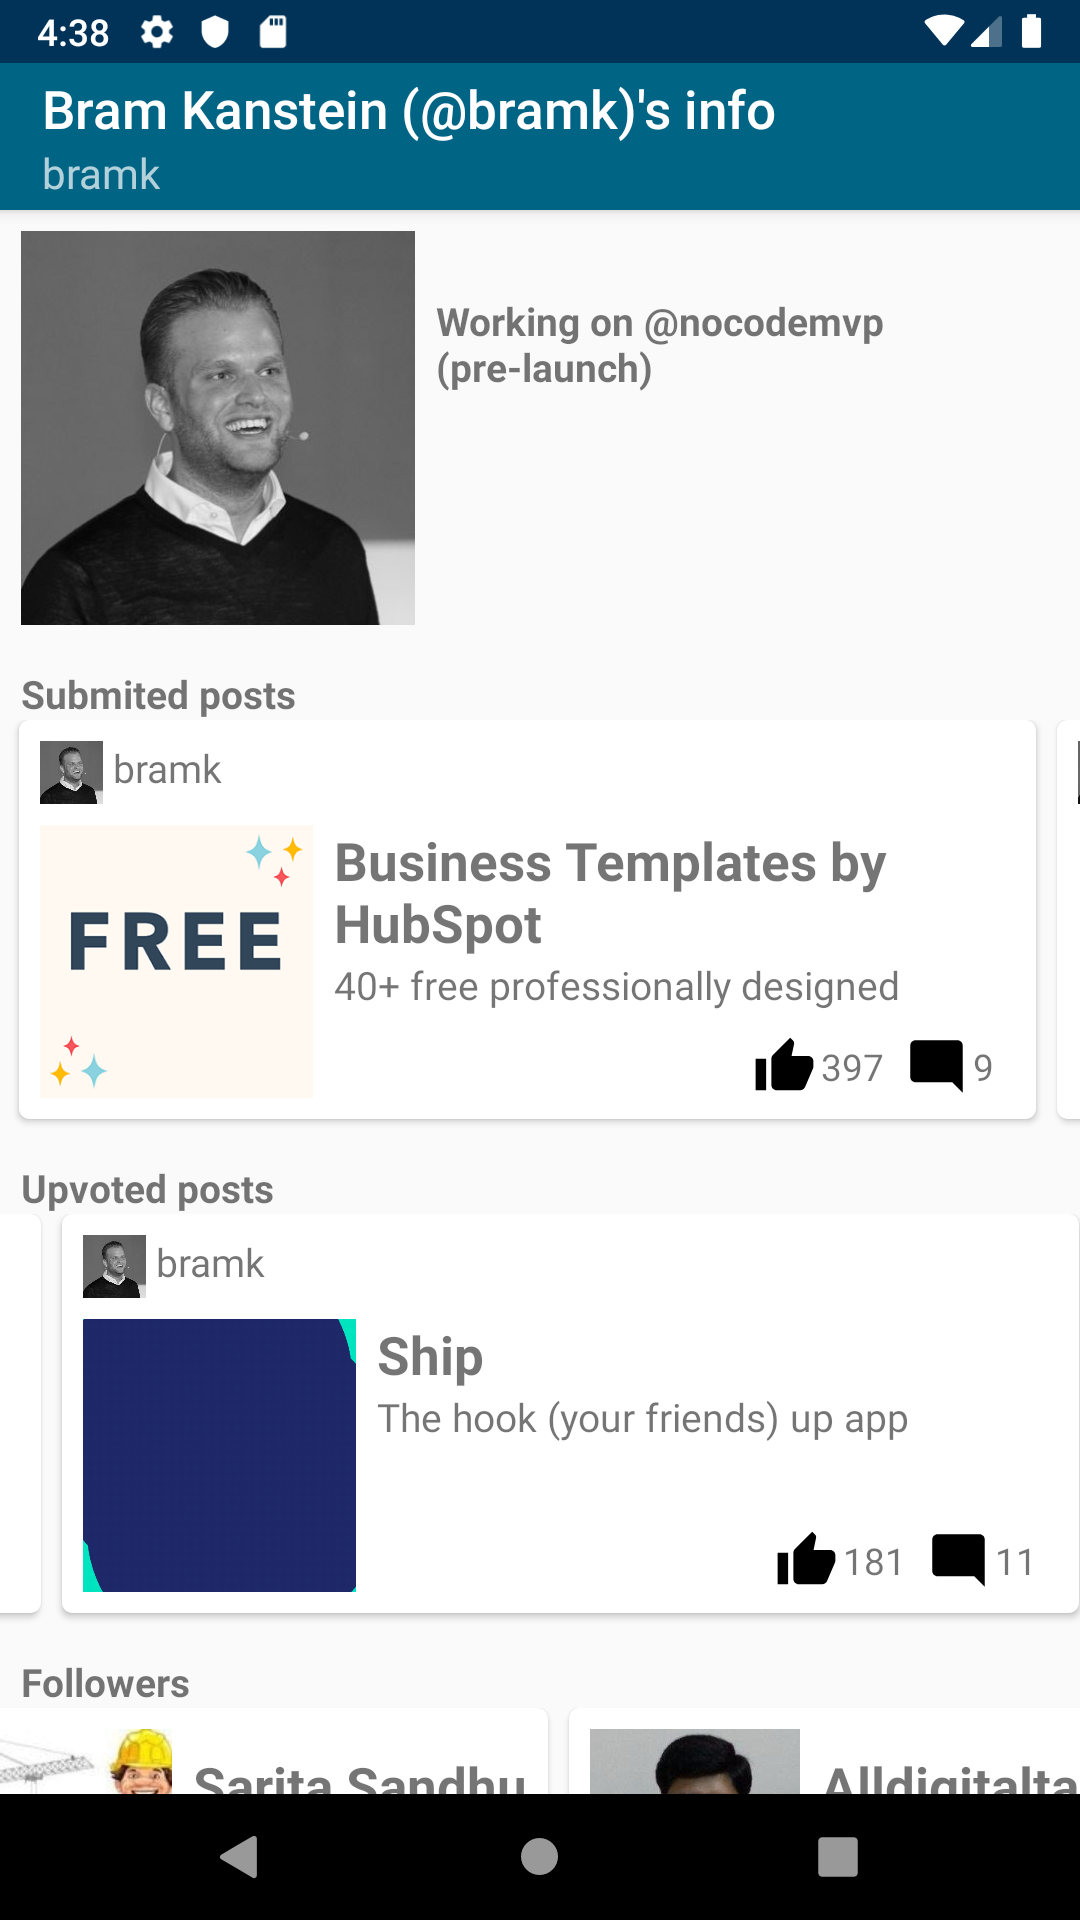 4:38
Bram Kanstein (@bramk)'s info
bramk
Working on @nocodemvp
(pre-launch)
Submited posts
bramk
FREE
Business Templates by
HubSpot
40+ free professionally designed
397
9
Upvoted posts
bramk
Ship
The hook (your friends) up app
181
11
Followers
Sarita Sandhu
Alldigitalta